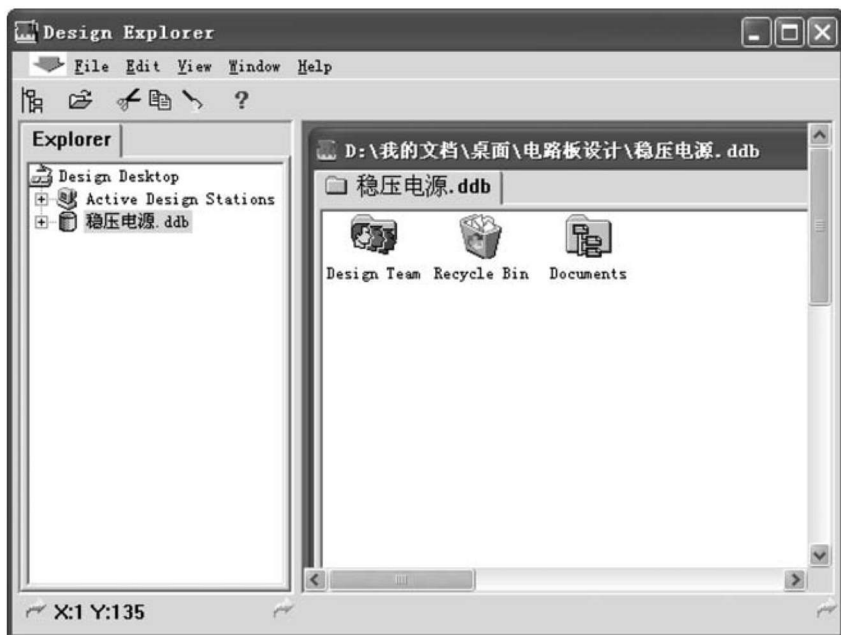 Design Explorer
File Edit View Window Help
?
Explorer
Design Desktop
Active Design Stations
稳压电源.ddb
D:\我的文档\桌面\电路板设计\稳压电源.ddb
稳压电源.ddb
Design Team Recycle Bin Documents
X:1 Y:135